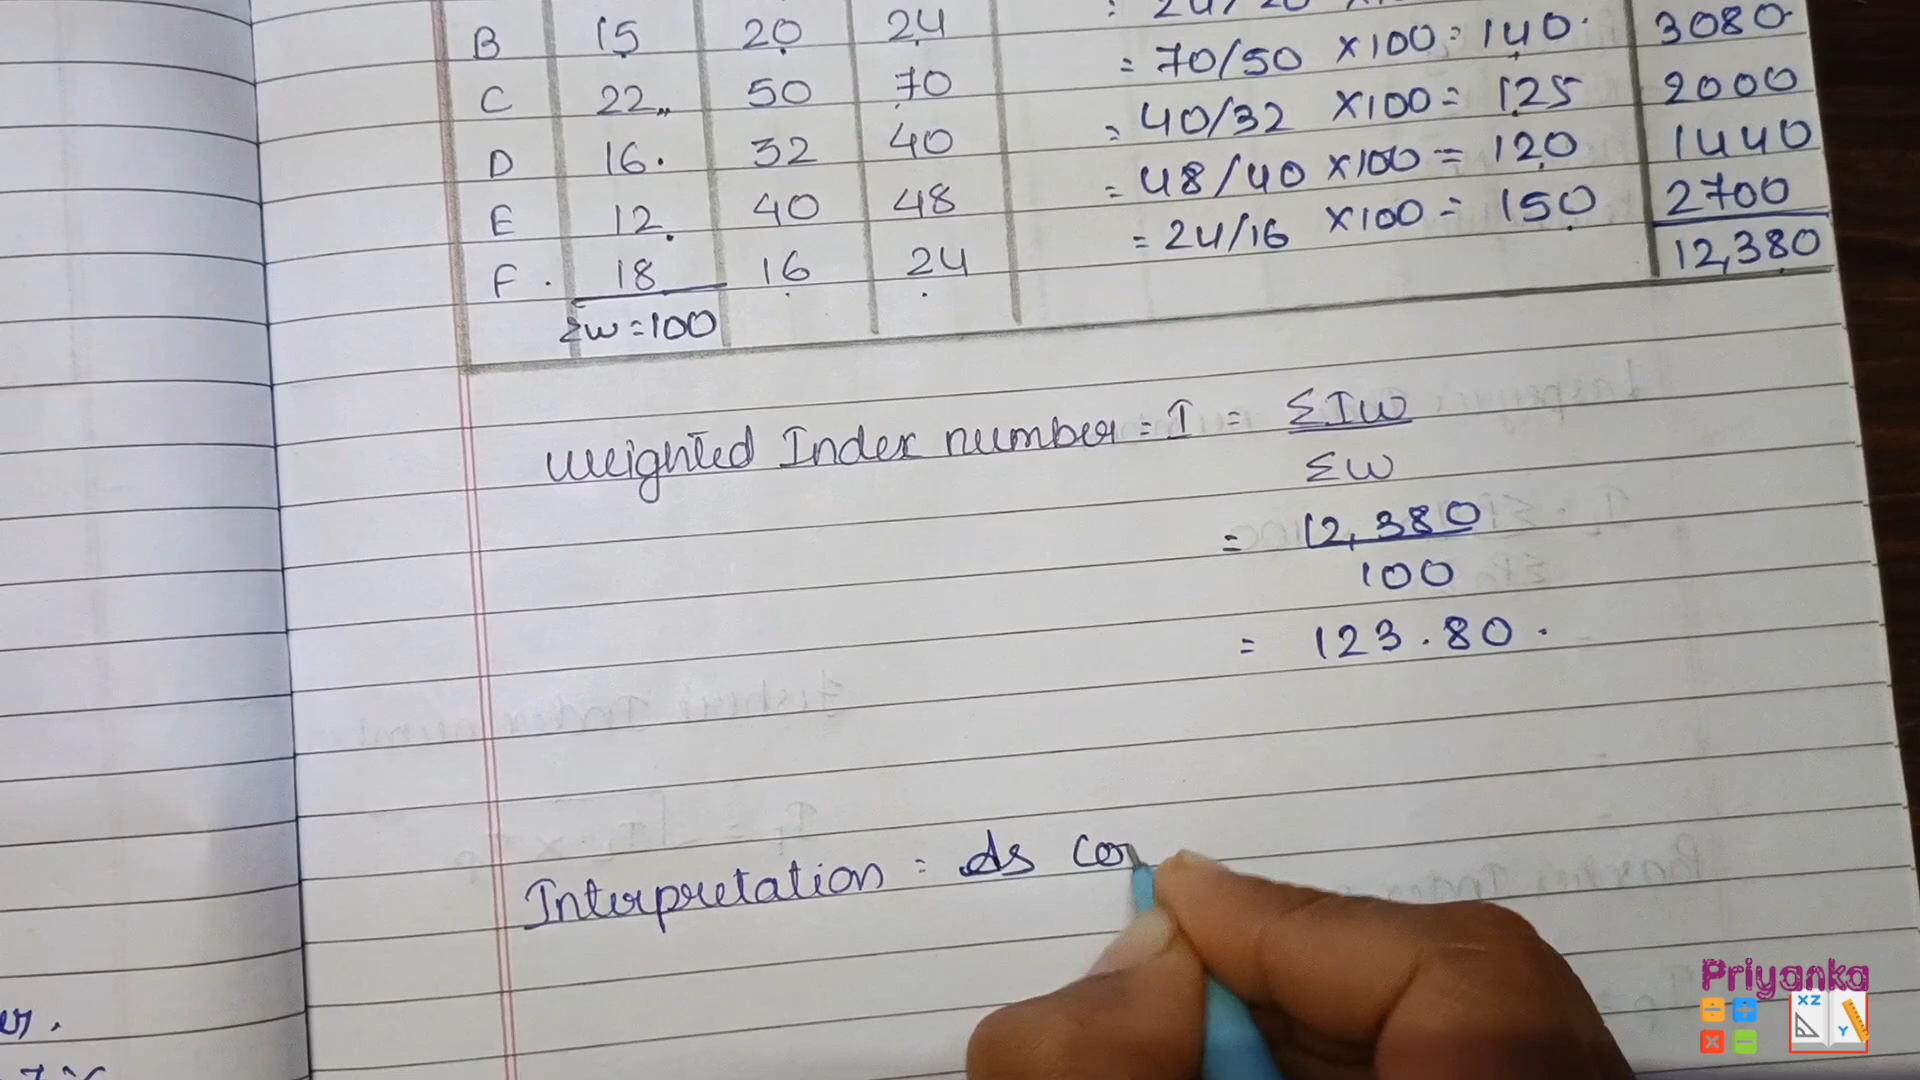 B 15 20 24 3080
C 22 50 70 = 70/50 ×100 = 140 2000
D 16 32 40 = 40/32 ×100 = 125 1440
E 12 40 48 = 48/40 ×100 = 120 2700
F 18 16 24 = 24/16 ×100 = 150 12,380
Σw = 100
Weighted Index number = I = ΣIW
ΣW
= 12,380
100
= 123.80.
Interpretation : As co
Priyanka
XZ
Y